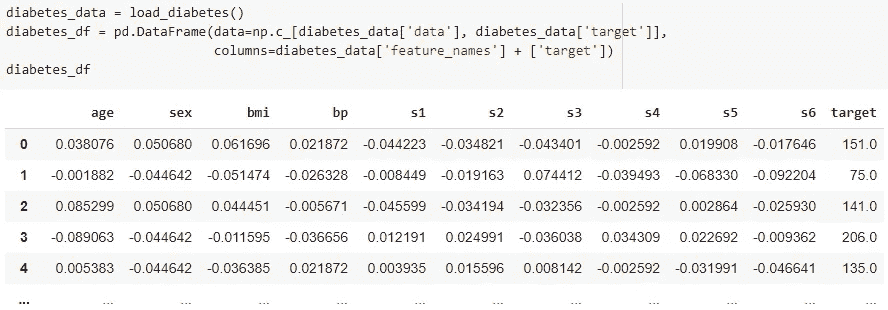 diabetes_data = load_diabetes()
diabetes_df = pd.DataFrame(data=np.c_[diabetes_data['data'], diabetes_data['target']],
columns=diabetes_data['feature_names'] + ['target'])
diabetes_df
age sex bmi bp s1 s2 s3 s4 s5 s6 target
0 0.038076 0.050680 0.061696 0.021872 -0.044223 -0.034821 -0.043401 -0.002592 0.019908 -0.017646 151.0
1 -0.001882 -0.044642 -0.051474 -0.026328 -0.008449 -0.019163 0.074412 -0.039493 -0.068330 -0.092204 75.0
2 0.085299 0.050680 0.044451 -0.005671 -0.045599 -0.034194 -0.032356 -0.002592 0.002864 -0.025930 141.0
3 -0.089063 -0.044642 -0.011595 -0.036656 0.012191 0.024991 -0.036038 0.034309 0.022692 -0.009362 206.0
4 0.005383 -0.044642 -0.036385 0.021872 0.003935 0.015596 0.008142 -0.002592 -0.031991 -0.046641 135.0
... ... ... ... ... ... ... ... ... ... ... ...